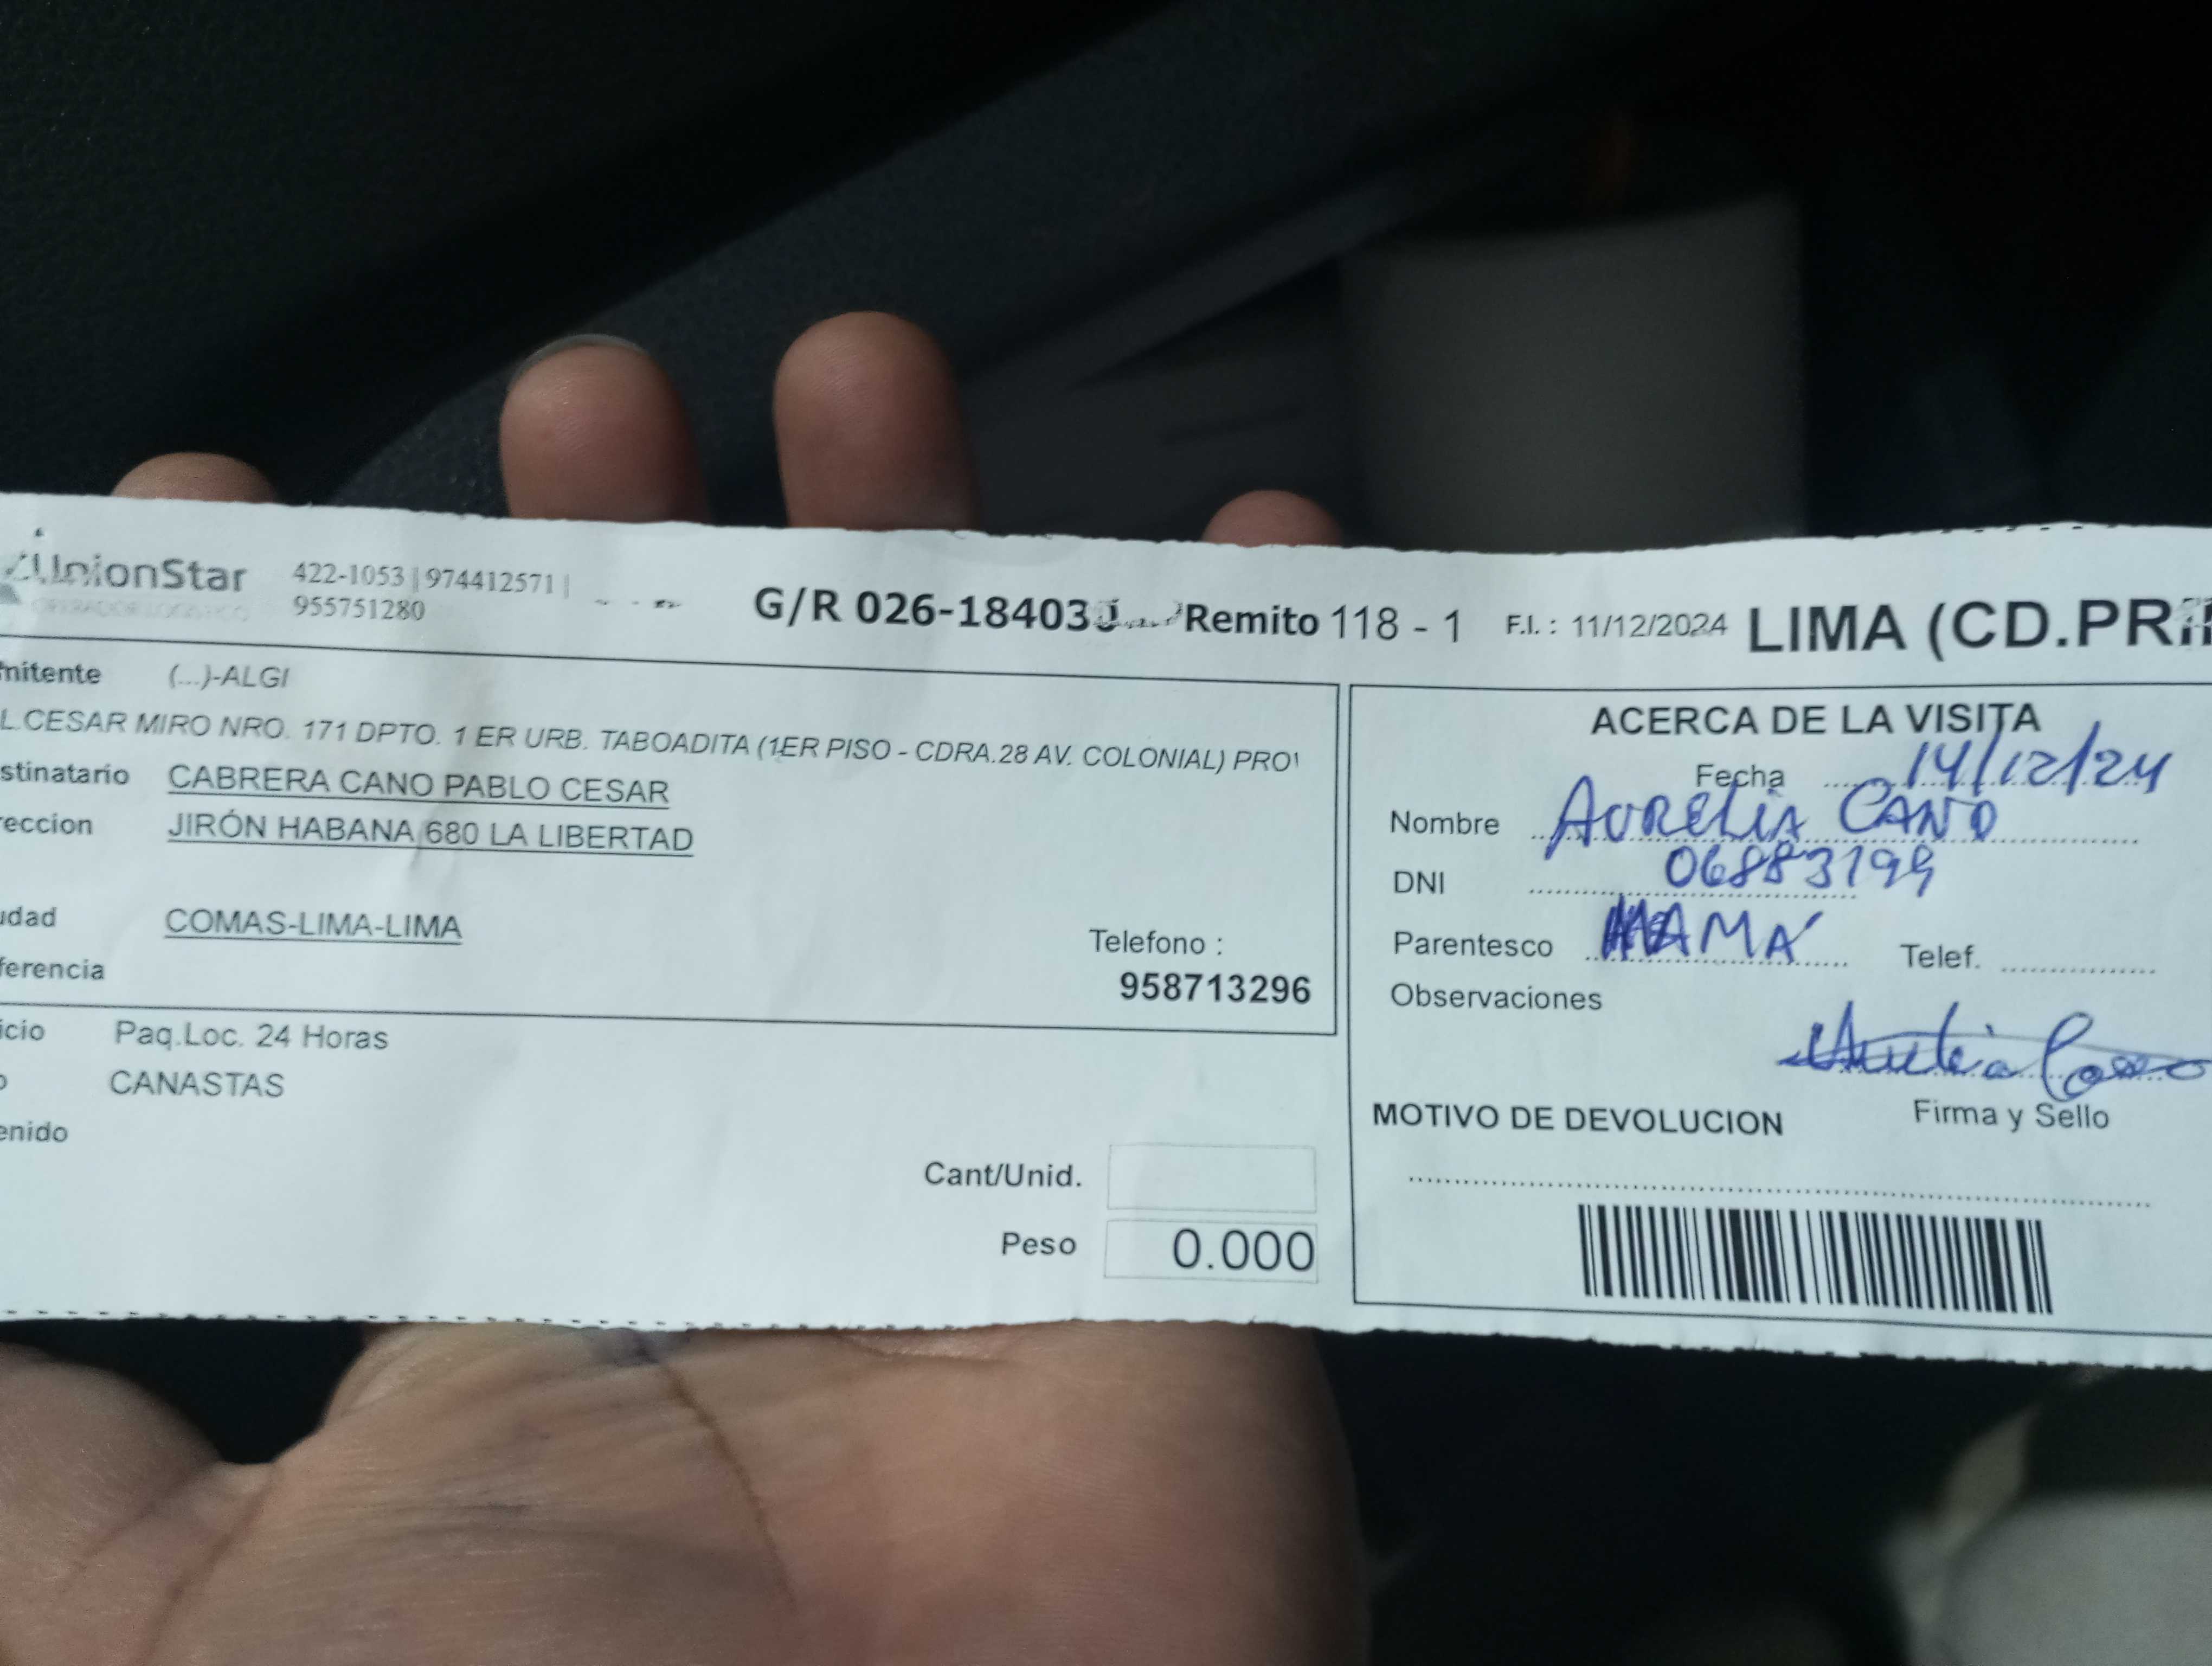 UnionStar
OPERADOR LOGISTICO
422-1053 | 974412571 |
955751280
G/R 026-18403 Remito 118 - 1 F.I. : 11/12/2024 LIMA (CD.PR
mitente (...)-ALGI
L.CESAR MIRO NRO. 171 DPTO. 1 ER URB. TABOADITA (1ER PISO - CDRA.28 AV. COLONIAL) PRO
stinatario CABRERA CANO PABLO CESAR
reccion JIRÓN HABANA 680 LA LIBERTAD
udad COMAS-LIMA-LIMA
Telefono :
ferencia
958713296
icio Paq.Loc. 24 Horas
o CANASTAS
enido
Cant/Unid.
Peso 0.000
ACERCA DE LA VISITA
Fecha 14/12/24
Nombre AURELIA CANO
DNI 06883199
Parentesco MAMÁ Telef.
Observaciones
Firma y Sello
MOTIVO DE DEVOLUCION